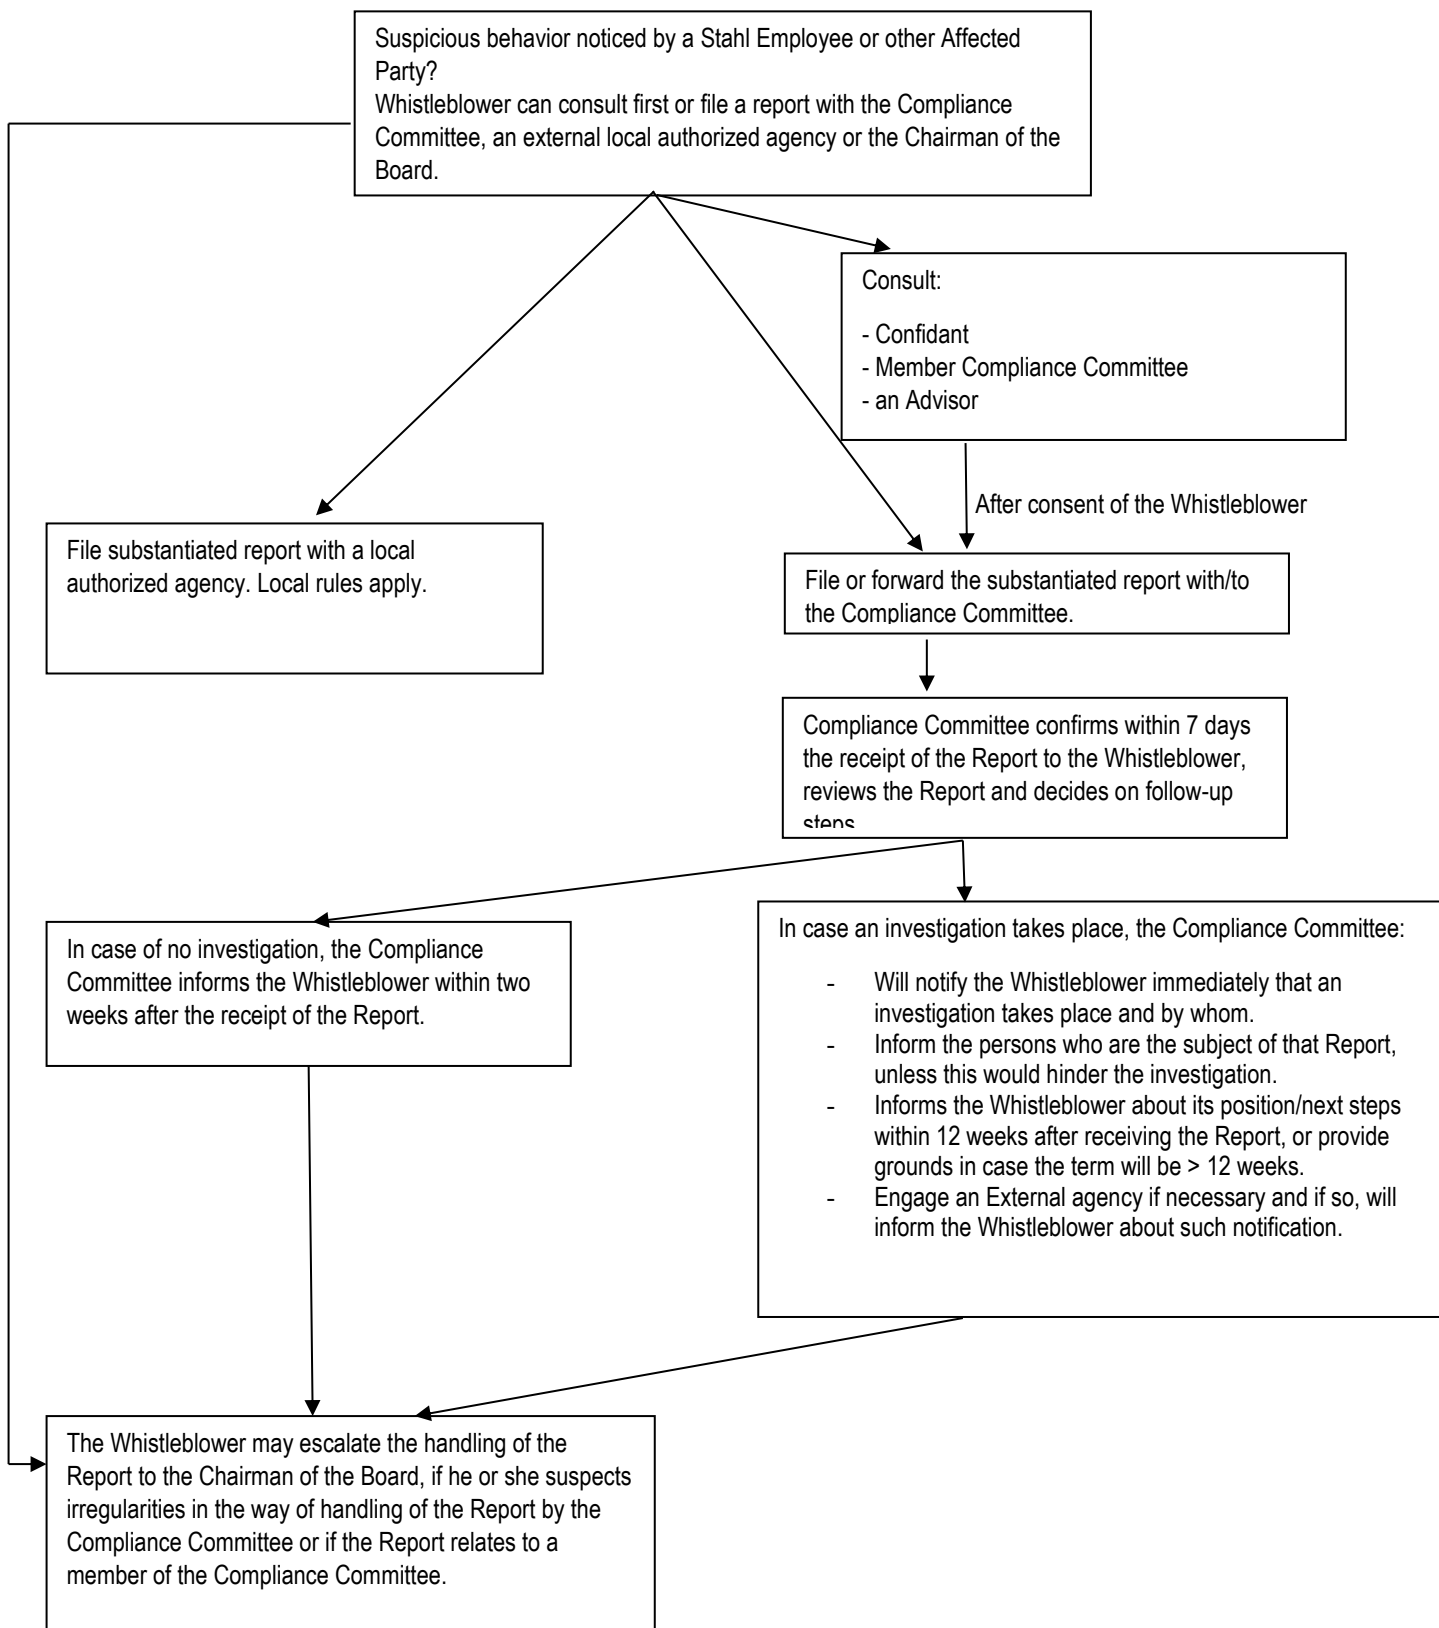 Suspicious behavior noticed by a Stahl Employee or other Affected
Party?
Whistleblower can consult first or file a report with the Compliance
Committee, an external local authorized agency or the Chairman of the
Board.
Consult:
- Confidant
- Member Compliance Committee
- an Advisor
After consent of the Whistleblower
File substantiated report with a local
authorized agency. Local rules apply.
File or forward the substantiated report with/to
the Compliance Committee.
Compliance Committee confirms within 7 days
the receipt of the Report to the Whistleblower,
reviews the Report and decides on follow-up
steps
In case of no investigation, the Compliance
Committee informs the Whistleblower within two
weeks after the receipt of the Report.
In case an investigation takes place, the Compliance Committee:
- Will notify the Whistleblower immediately that an
investigation takes place and by whom.
- Inform the persons who are the subject of that Report,
unless this would hinder the investigation.
- Informs the Whistleblower about its position/next steps
within 12 weeks after receiving the Report, or provide
grounds in case the term will be > 12 weeks.
- Engage an External agency if necessary and if so, will
inform the Whistleblower about such notification.
The Whistleblower may escalate the handling of the
Report to the Chairman of the Board, if he or she suspects
irregularities in the way of handling of the Report by the
Compliance Committee or if the Report relates to a
member of the Compliance Committee.